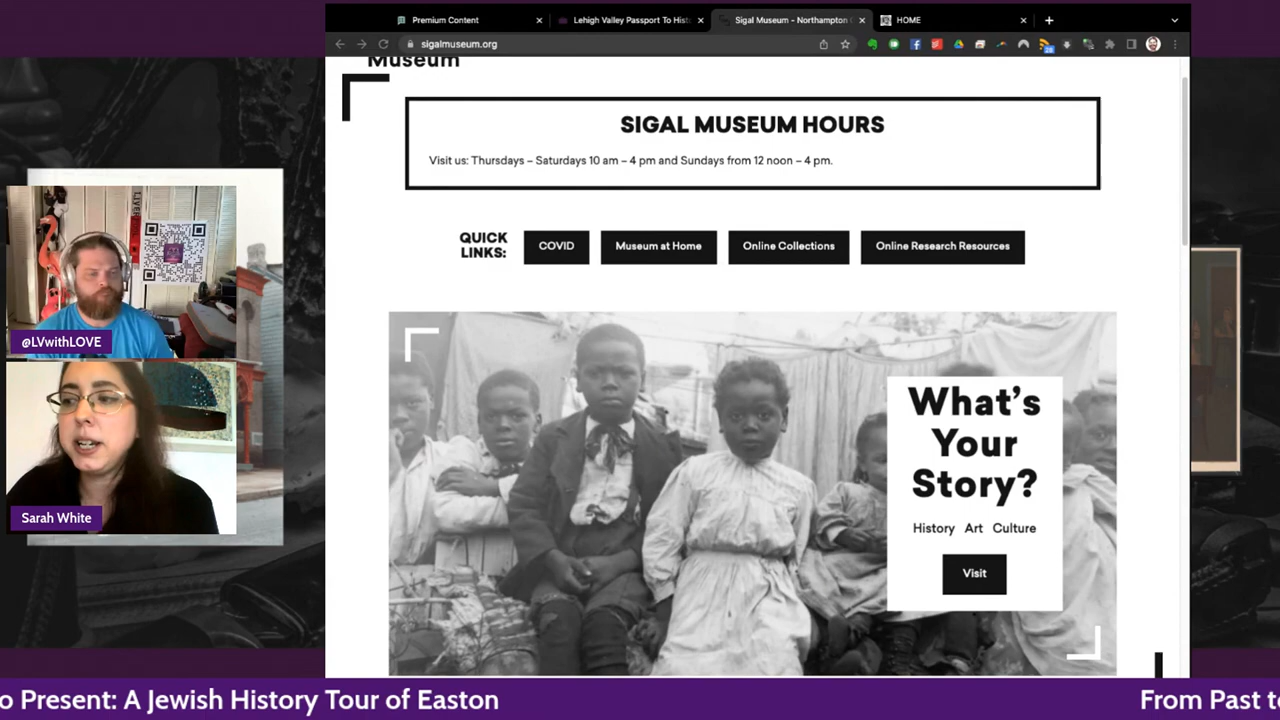 Premium Content
Lehigh Valley Passport To Hist
Sigal Museum - Northampton
HOME
sigalmuseum.org
Museum
SIGAL MUSEUM HOURS
Visit us: Thursdays – Saturdays 10 am – 4 pm and Sundays from 12 noon – 4 pm.
QUICK
LINKS:
COVID
Museum at Home
Online Collections
Online Research Resources
What's
Your
Story?
History Art Culture
Visit
@LVwithLOVE
Sarah White
o Present: A Jewish History Tour of Easton
From Past to